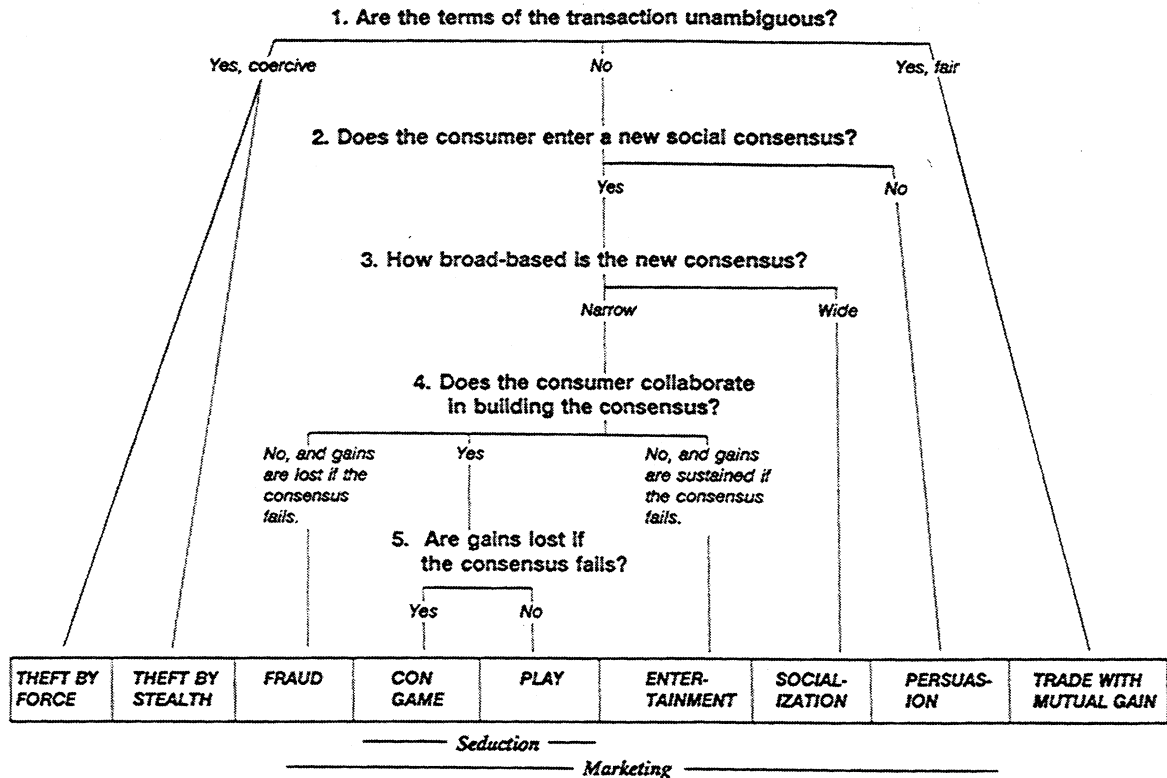 1. Are the terms of the transaction unambiguous?
Yes, coercive
No
Yes, fair
2. Does the consumer enter a new social consensus?
Yes
No
3. How broad-based is the new consensus?
Narrow
Wide
4. Does the consumer collaborate
in building the consensus?
No, and gains
are lost if the
consensus
fails.
Yes
No, and gains
are sustained if
the consensus
fails.
5. Are gains lost if
the consensus fails?
Yes
No
THEFT BY
FORCE
THEFT BY
STEALTH
FRAUD
CON
GAME
PLAY
ENTER-
TAINMENT
SOCIAL-
IZATION
PERSUAS-
ION
TRADE WITH
MUTUAL GAIN
Seduction
Marketing